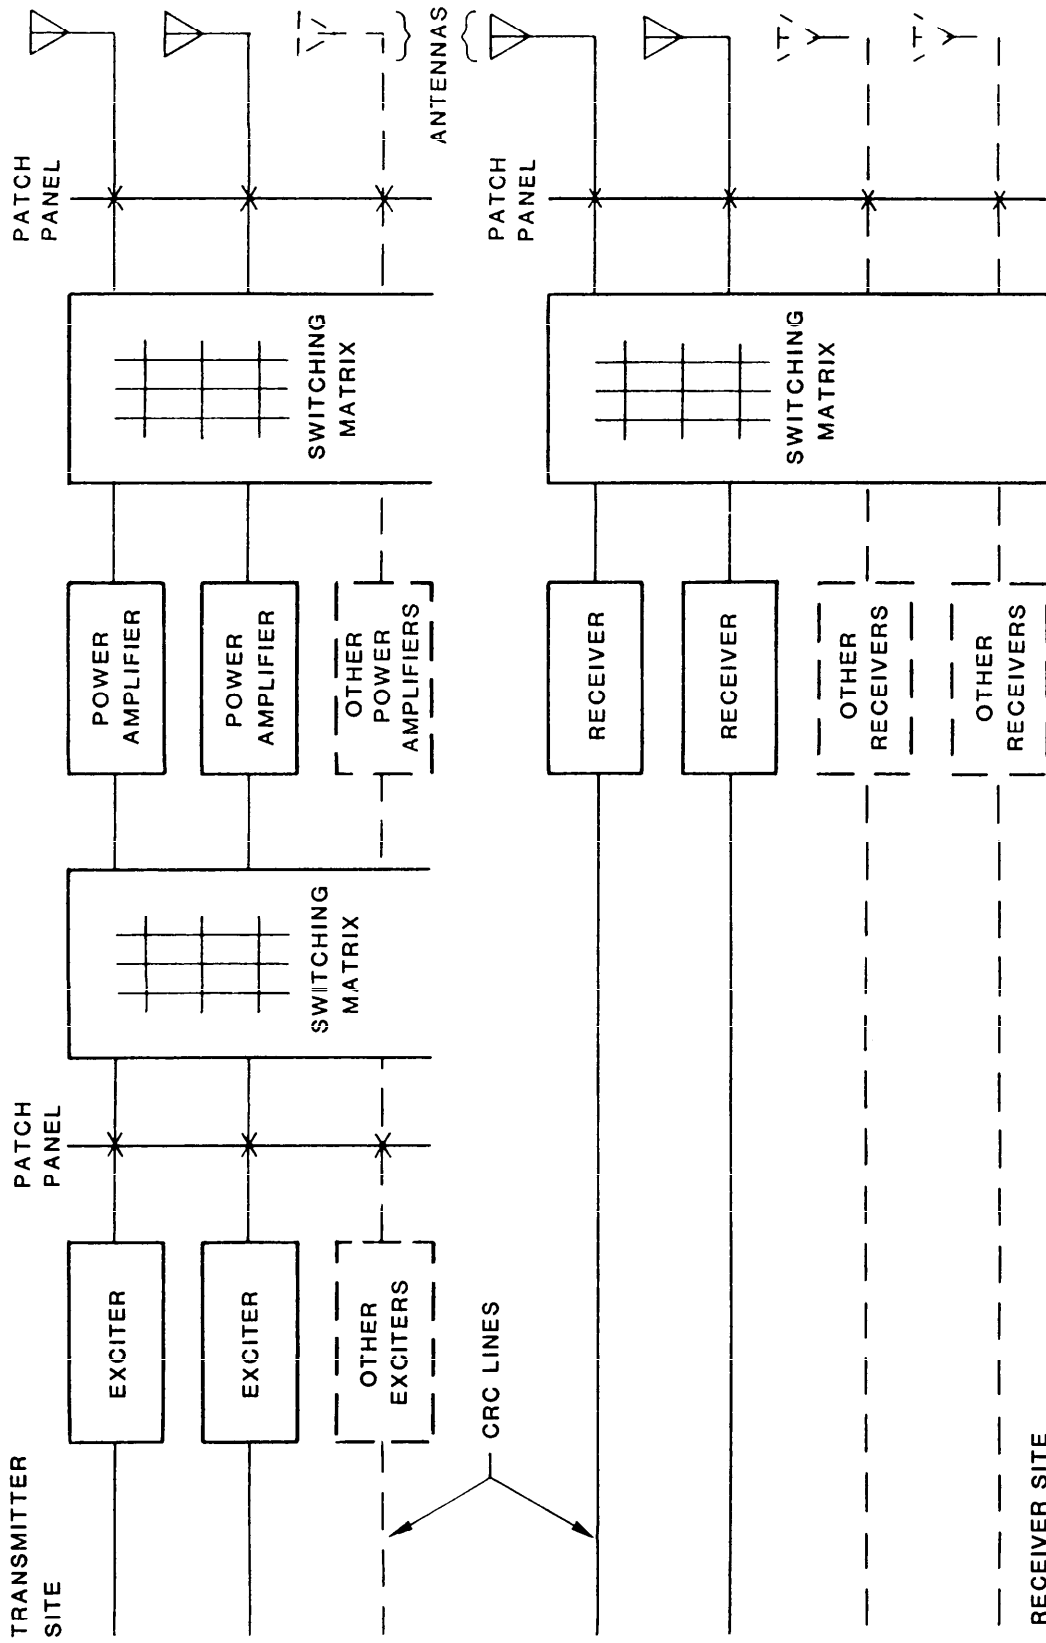 TRANSMITTER
SITE
EXCITER
EXCITER
OTHER
EXCITERS
PATCH
PANEL
SWITCHING
MATRIX
POWER
AMPLIFIER
POWER
AMPLIFIER
OTHER
POWER
AMPLIFIERS
SWITCHING
MATRIX
PATCH
PANEL
ANTENNAS
CRC LINES
RECEIVER
RECEIVER
OTHER
RECEIVERS
OTHER
RECEIVERS
SWITCHING
MATRIX
PATCH
PANEL
RECEIVER SITE